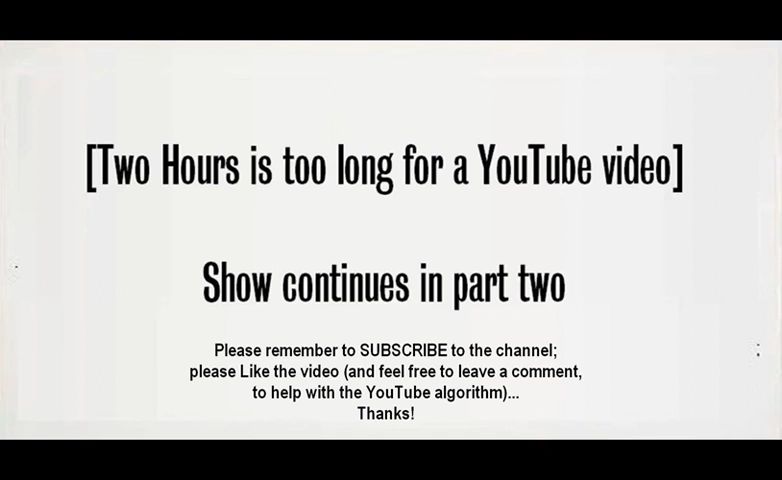 [Two Hours is too long for a YouTube video]
Show continues in part two
Please remember to SUBSCRIBE to the channel;
please Like the video (and feel free to leave a comment,
to help with the YouTube algorithm)...
Thanks!